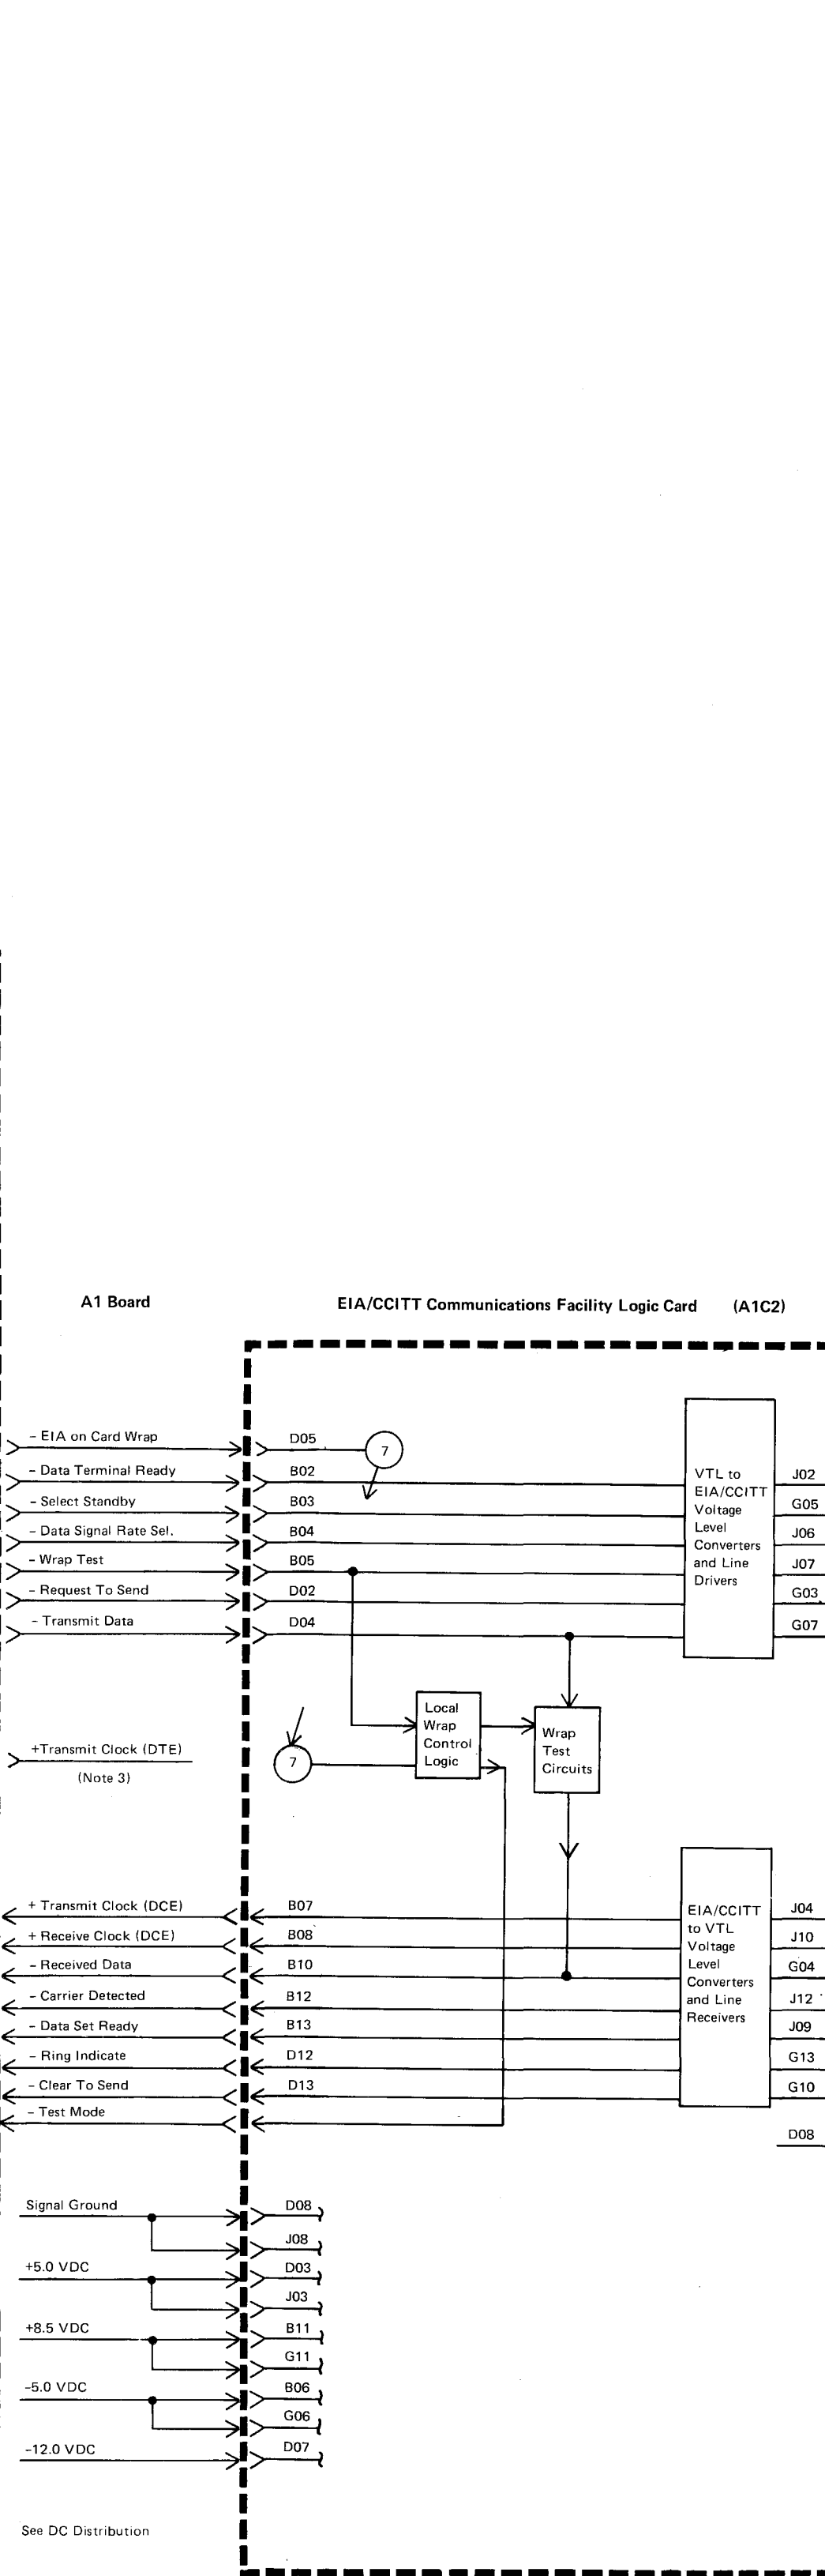 A1 Board
EIA/CCITT Communications Facility Logic Card (A1C2)
– EIA on Card Wrap
D05
7
– Data Terminal Ready
B02
– Select Standby
B03
– Data Signal Rate Sel.
B04
– Wrap Test
B05
– Request To Send
D02
– Transmit Data
D04
VTL to
EIA/CCITT
Voltage
Level
Converters
and Line
Drivers
J02
G05
J06
J07
G03
G07
Local
Wrap
Control
Logic
Wrap
Test
Circuits
7
+Transmit Clock (DTE)
(Note 3)
+ Transmit Clock (DCE)
B07
+ Receive Clock (DCE)
B08
– Received Data
B10
– Carrier Detected
B12
– Data Set Ready
B13
– Ring Indicate
D12
– Clear To Send
D13
– Test Mode
EIA/CCITT
to VTL
Voltage
Level
Converters
and Line
Receivers
J04
J10
G04
J12
J09
G13
G10
D08
Signal Ground
D08
J08
+5.0 VDC
D03
J03
+8.5 VDC
B11
G11
–5.0 VDC
B06
G06
–12.0 VDC
D07
See DC Distribution